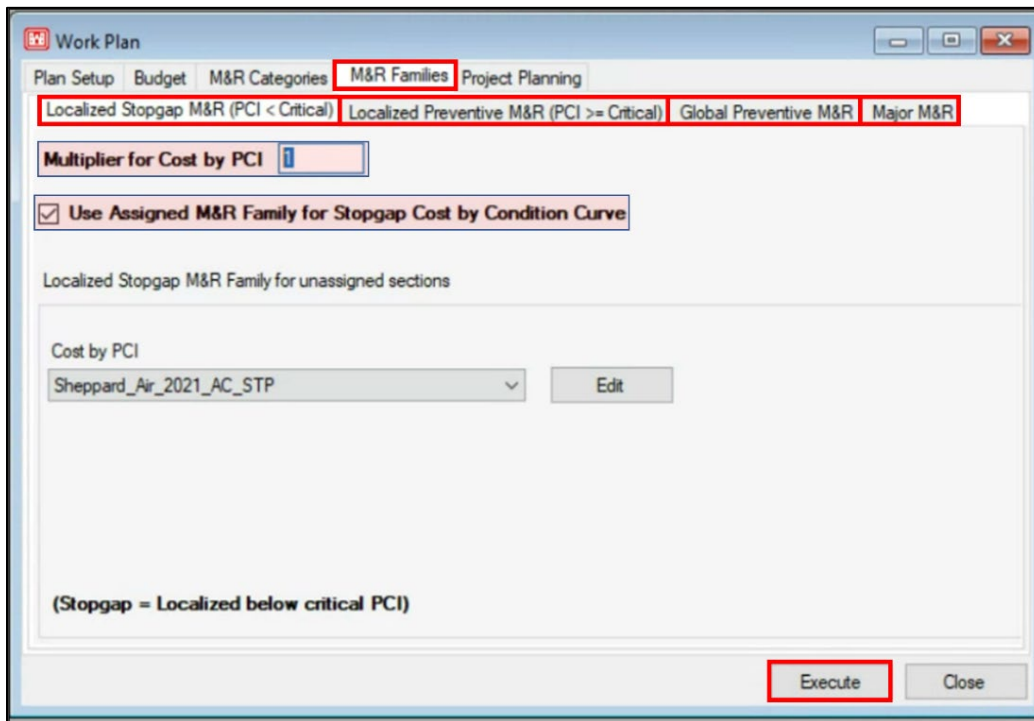 Work Plan
Plan Setup Budget M&R Categories M&R Families Project Planning
Localized Stopgap M&R (PCI < Critical) Localized Preventive M&R (PCI >= Critical) Global Preventive M&R Major M&R
Multiplier for Cost by PCI 1
Use Assigned M&R Family for Stopgap Cost by Condition Curve
Localized Stopgap M&R Family for unassigned sections
Cost by PCI
Sheppard_Air_2021_AC_STP Edit
(Stopgap = Localized below critical PCI)
Execute Close